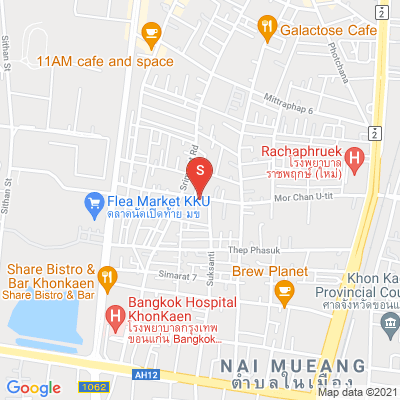 Galactose Cafe
11AM cafe and space
Sithan St
Photchana
2
Mittraphap 6
2
Rachaphruek
โรงพยาบาล
ราชพฤกษ์ (ใหม่)
H
S
Sithan St
Flea Market KKU
ตลาดนัดเปิดท้าย มข
Mor Chan U-tit
Thep Phasuk
Share Bistro &
Bar KhonKaen
Share Bistro & Bar
Simarat 7
Suksanti
Brew Planet
Khon Kae
Provincial Cou
ศาลจังหวัดขอนแ
Bangkok Hospital
KhonKaen
โรงพยาบาลกรุงเทพ
ขอนแก่น Bangkok...
H
NAI MUEANG
ตำบลในเมือง
AH12
1062
2
Map data ©2021